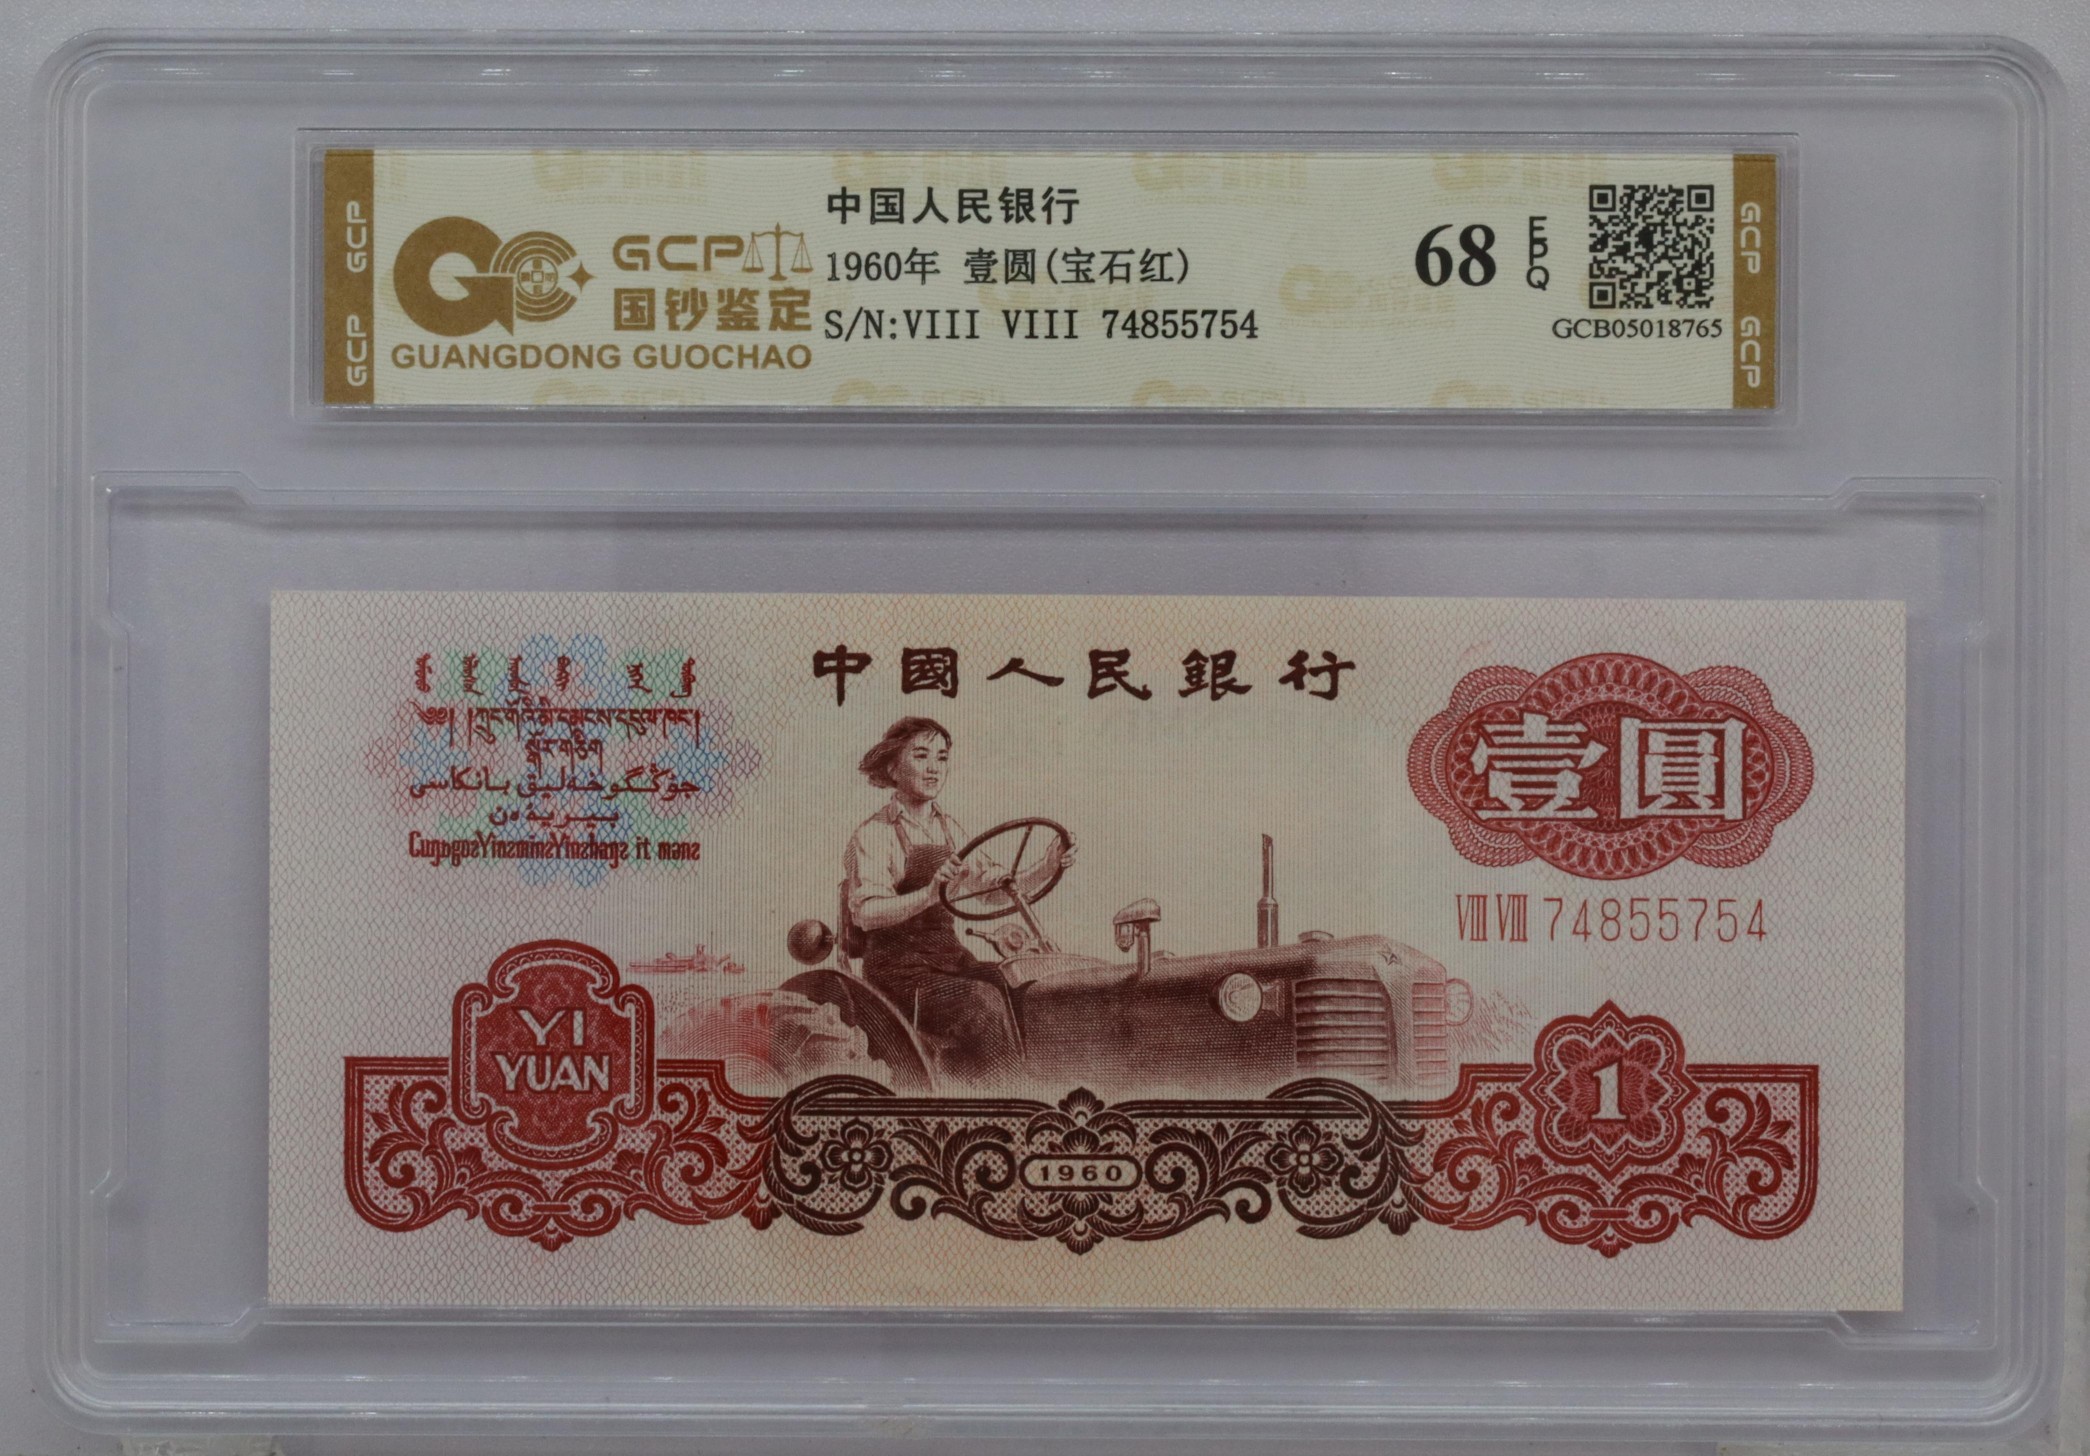 中国人民银行
GCP
国钞鉴定
GUANGDONG GUOCHAO
1960年 壹圆(宝石红)
S/N:VIII VIII 74855754
68
EPQ
GCB05018765
GCP
GCP
GCP
GCP
中國人民銀行
壹圓
VIII VIII 74855754
YI
YUAN
1960
1